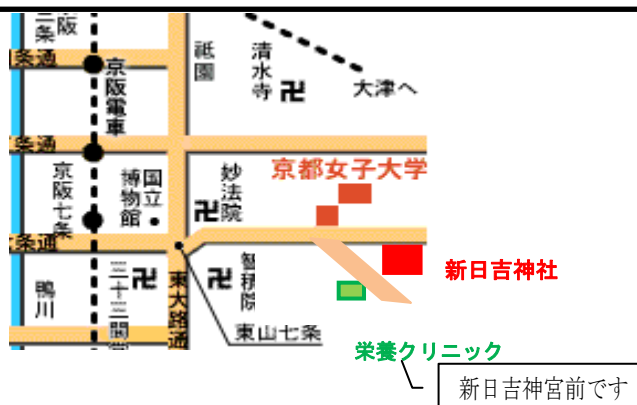 京阪
三条
条通
京阪電車
祇園
清水寺
大津へ
条通
京阪七条
国立博物館
妙法院
京都女子大学
条通
鴨川
三十三間堂
東大路通
智積院
東山七条
新日吉神社
栄養クリニック
新日吉神宮前です